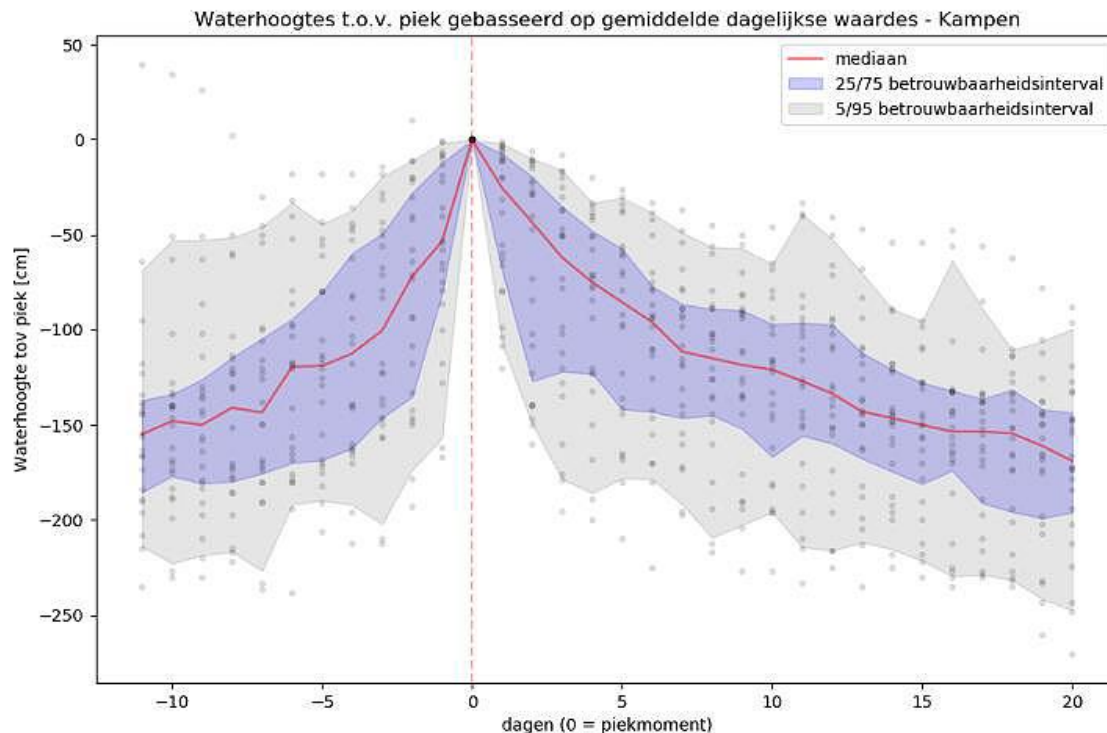 Waterhoogtes t.o.v. piek gebasseerd op gemiddelde dagelijkse waardes - Kampen
mediaan
25/75 betrouwbaarheidsinterval
5/95 betrouwbaarheidsinterval
Waterhoogte tov piek [cm]
50
0
−50
−100
−150
−200
−250
−10
−5
0
5
10
15
20
dagen (0 = piekmoment)